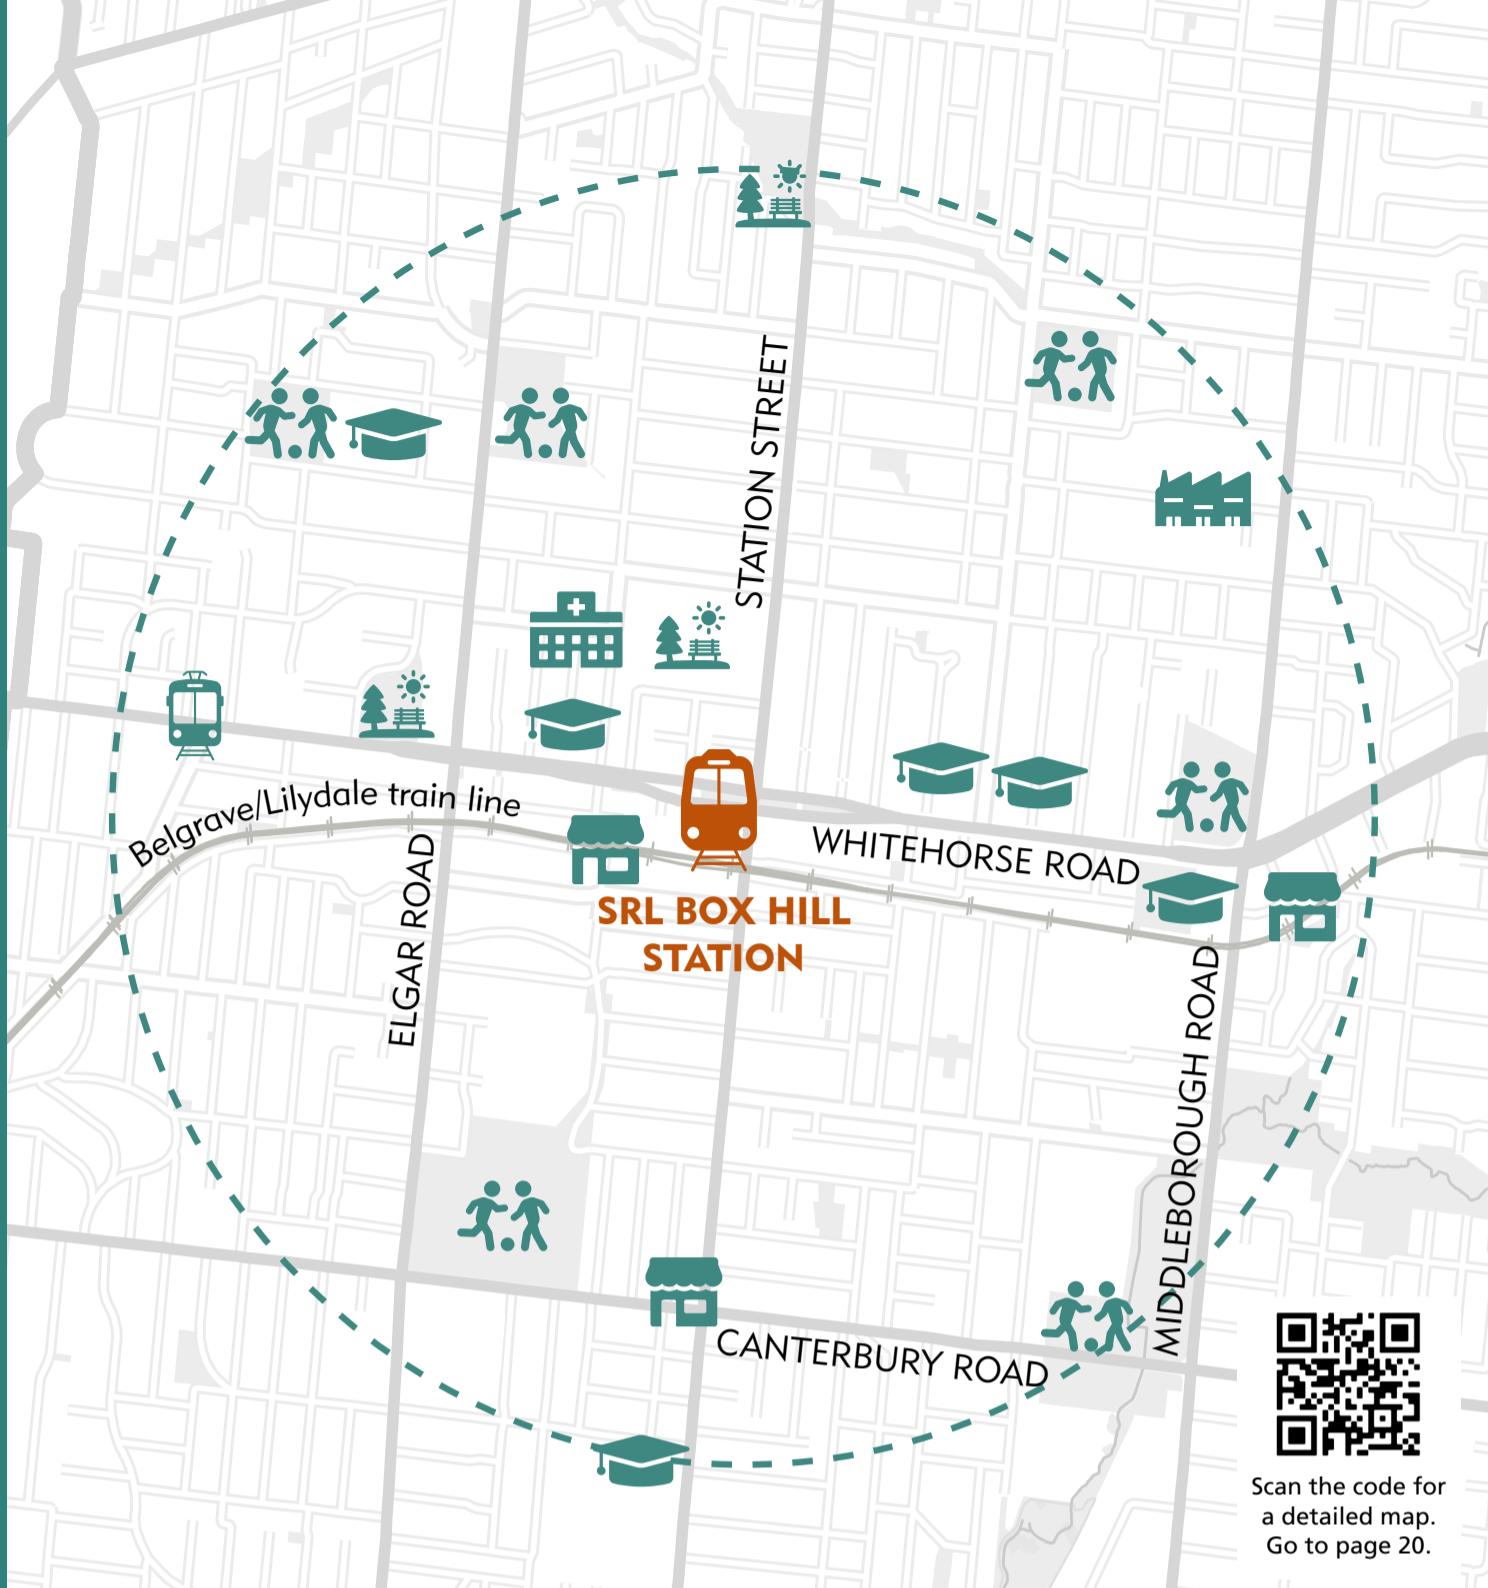 STATION STREET
Belgrave/Lilydale train line
WHITEHORSE ROAD
ELGAR ROAD
SRL BOX HILL
STATION
MIDDLEBOROUGH ROAD
CANTERBURY ROAD
Scan the code for
a detailed map.
Go to page 20.